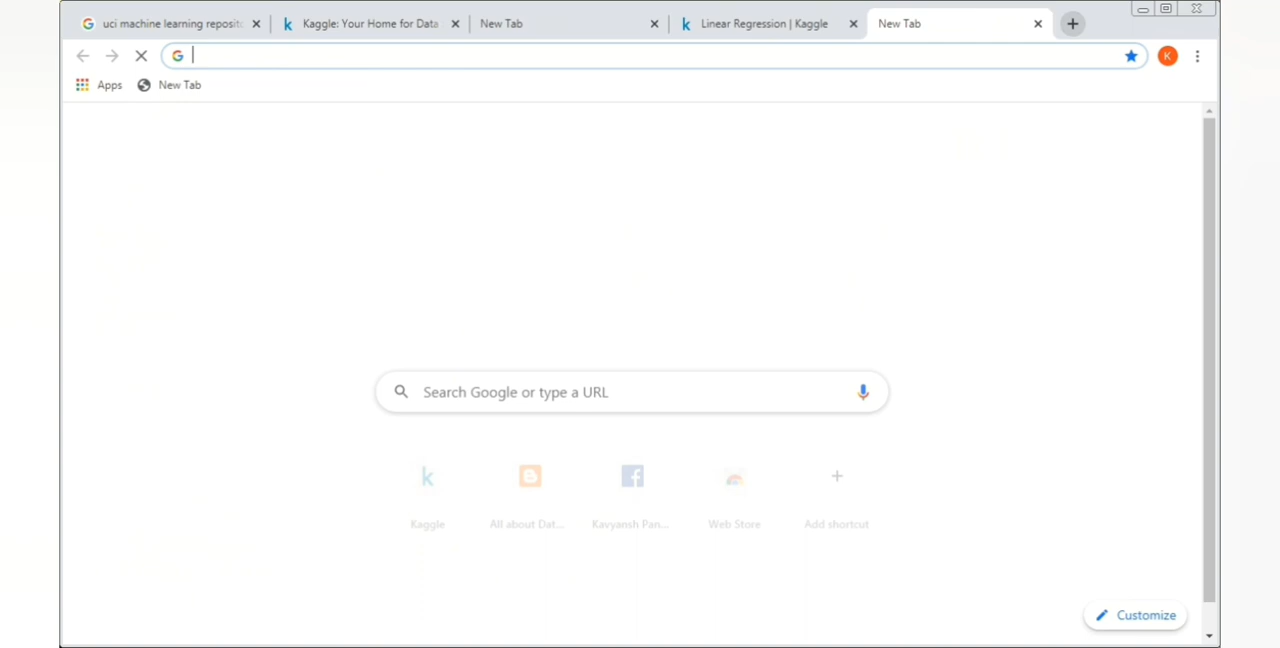 uci machine learning reposito
Kaggle: Your Home for Data
New Tab
Linear Regression | Kaggle
New Tab
K
Apps
New Tab
Search Google or type a URL
Kaggle
All about Dat...
Kavyansh Pan...
Web Store
Add shortcut
Customize